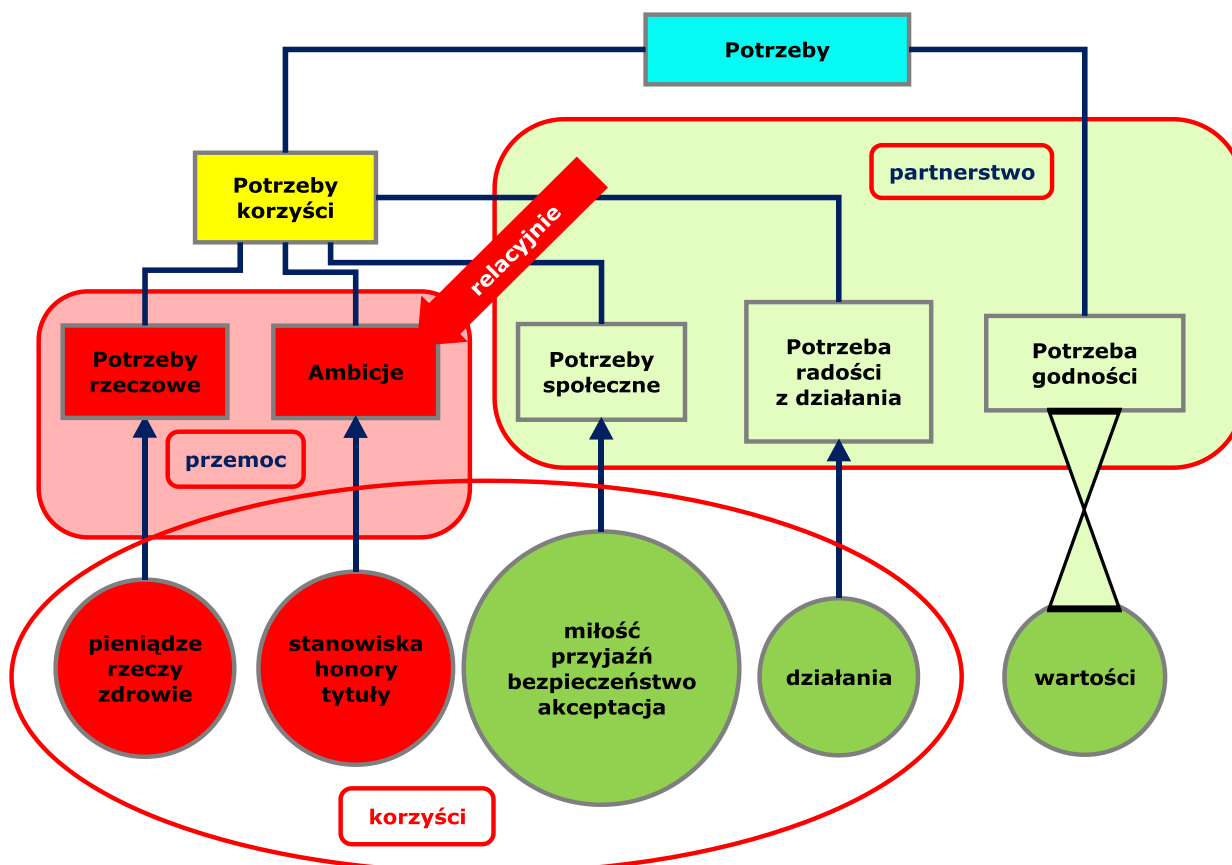 Potrzeby
partnerstwo
Potrzeby
korzyści
relacyjnie
Potrzeby
rzeczowe
Ambicje
Potrzeby
społeczne
Potrzeba
radości
z działania
Potrzeba
godności
przemoc
pieniądze
rzeczy
zdrowie
stanowiska
honory
tytuły
miłość
przyjaźń
bezpieczeństwo
akceptacja
działania
wartości
korzyści